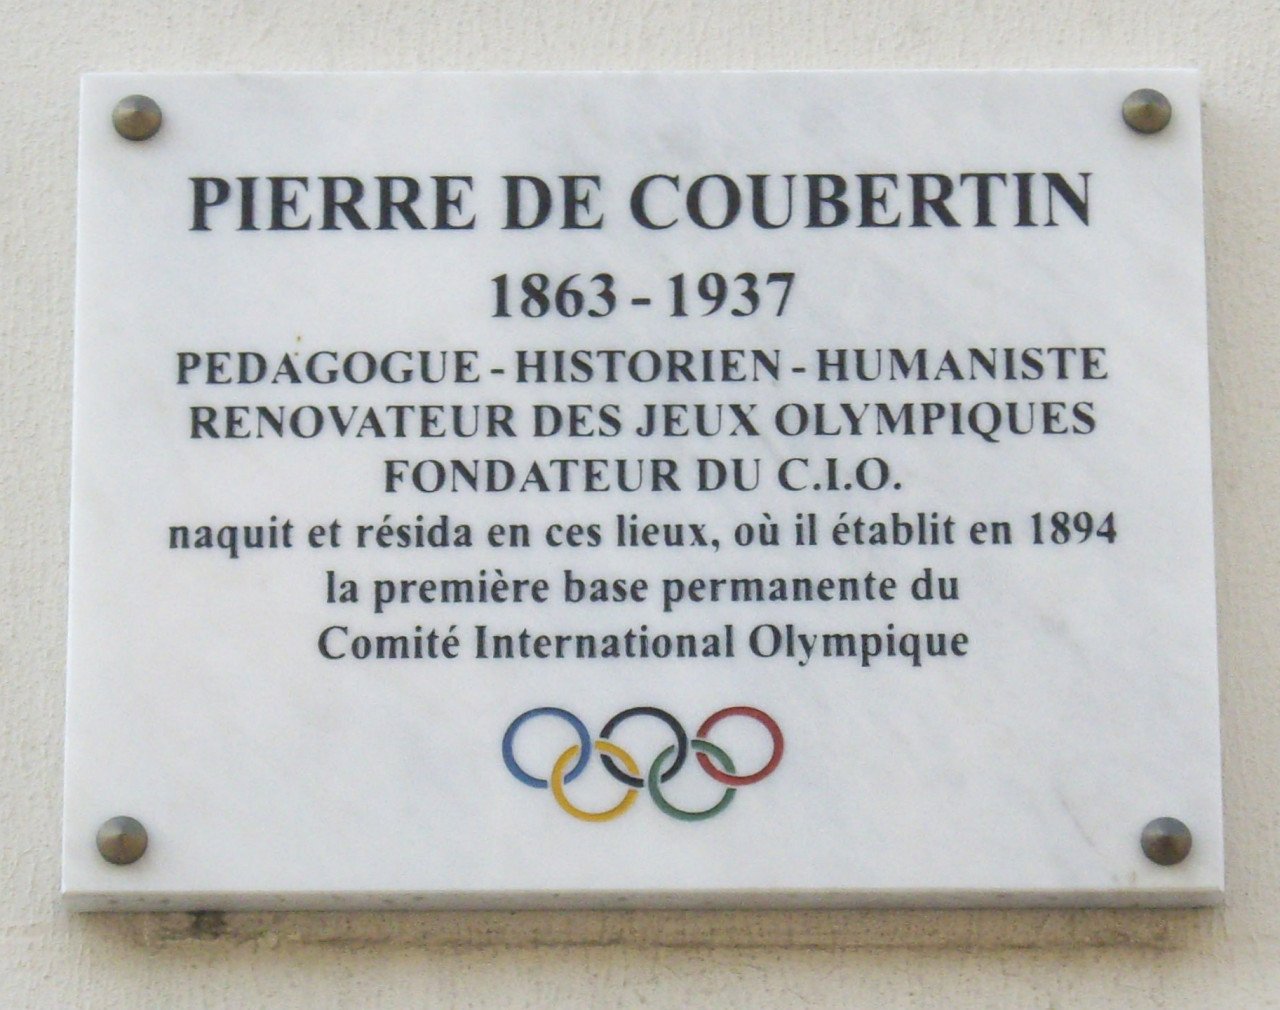 PIERRE DE COUBERTIN
1863 - 1937
PEDAGOGUE - HISTORIEN - HUMANISTE
RENOVATEUR DES JEUX OLYMPIQUES
FONDATEUR DU C.I.O.
naquit et résida en ces lieux, où il établit en 1894
la première base permanente du
Comité International Olympique